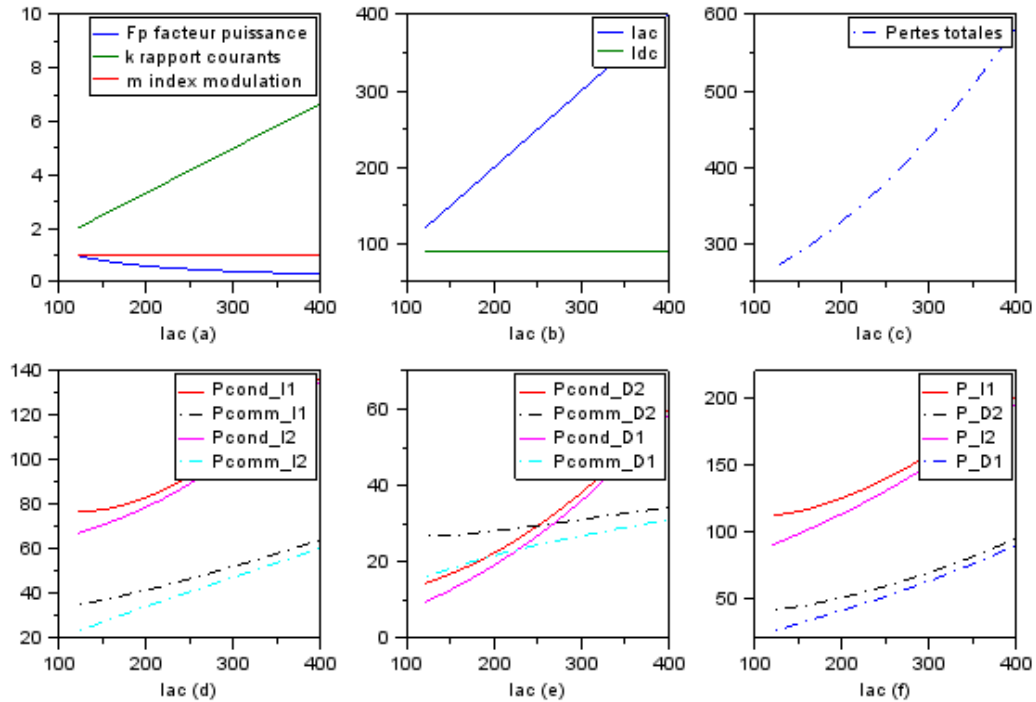 10
8
6
4
2
0
Fp facteur puissance
k rapport courants
m index modulation
100 200 300 400
Iac (a)
400
300
200
100
Iac
Idc
100 200 300 400
Iac (b)
600
500
400
300
Pertes totales
100 200 300 400
Iac (c)
140
120
100
80
60
40
20
Pcond_I1
Pcomm_I1
Pcond_I2
Pcomm_I2
100 200 300 400
Iac (d)
60
40
20
0
Pcond_D2
Pcomm_D2
Pcond_D1
Pcomm_D1
100 200 300 400
Iac (e)
200
150
100
50
P_I1
P_D2
P_I2
P_D1
100 200 300 400
Iac (f)